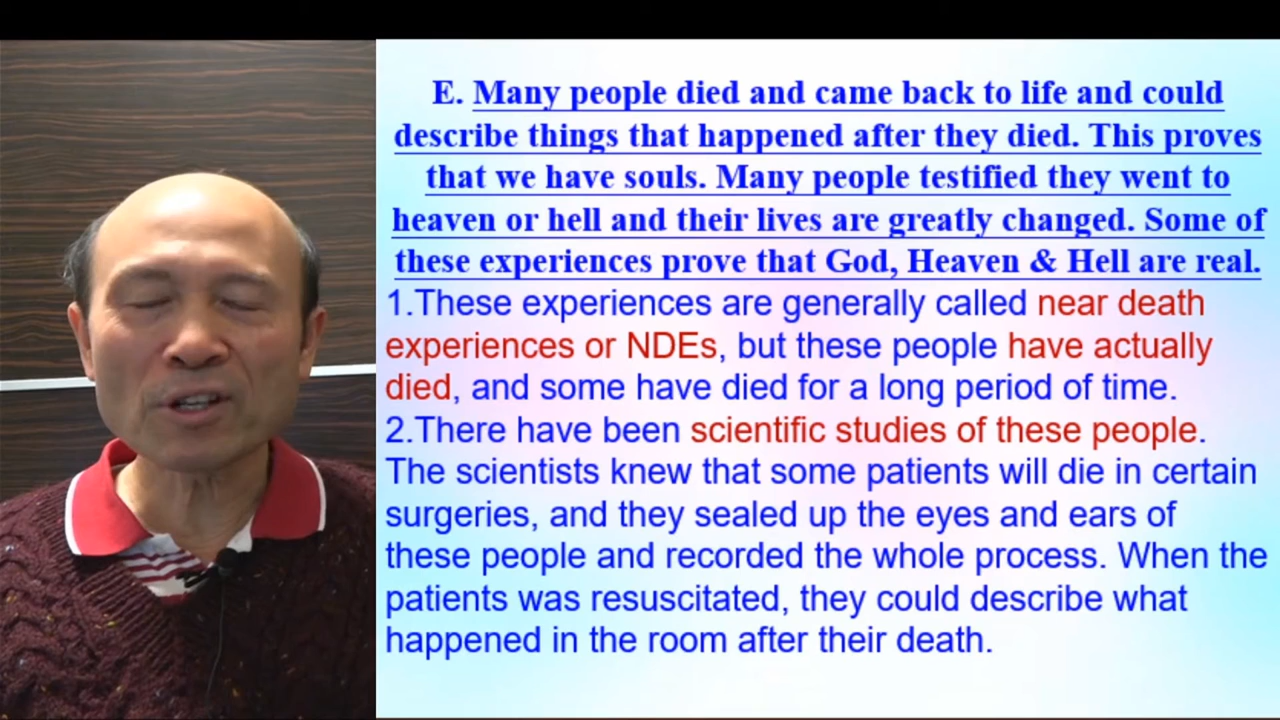 E. Many people died and came back to life and could
describe things that happened after they died. This proves
that we have souls. Many people testified they went to
heaven or hell and their lives are greatly changed. Some of
these experiences prove that God, Heaven & Hell are real.
1.These experiences are generally called near death
experiences or NDEs, but these people have actually
died, and some have died for a long period of time.
2.There have been scientific studies of these people.
The scientists knew that some patients will die in certain
surgeries, and they sealed up the eyes and ears of
these people and recorded the whole process. When the
patients was resuscitated, they could describe what
happened in the room after their death.